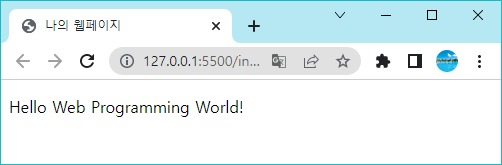 나의 웹페이지
127.0.0.1:5500/in...
Hello Web Programming World!